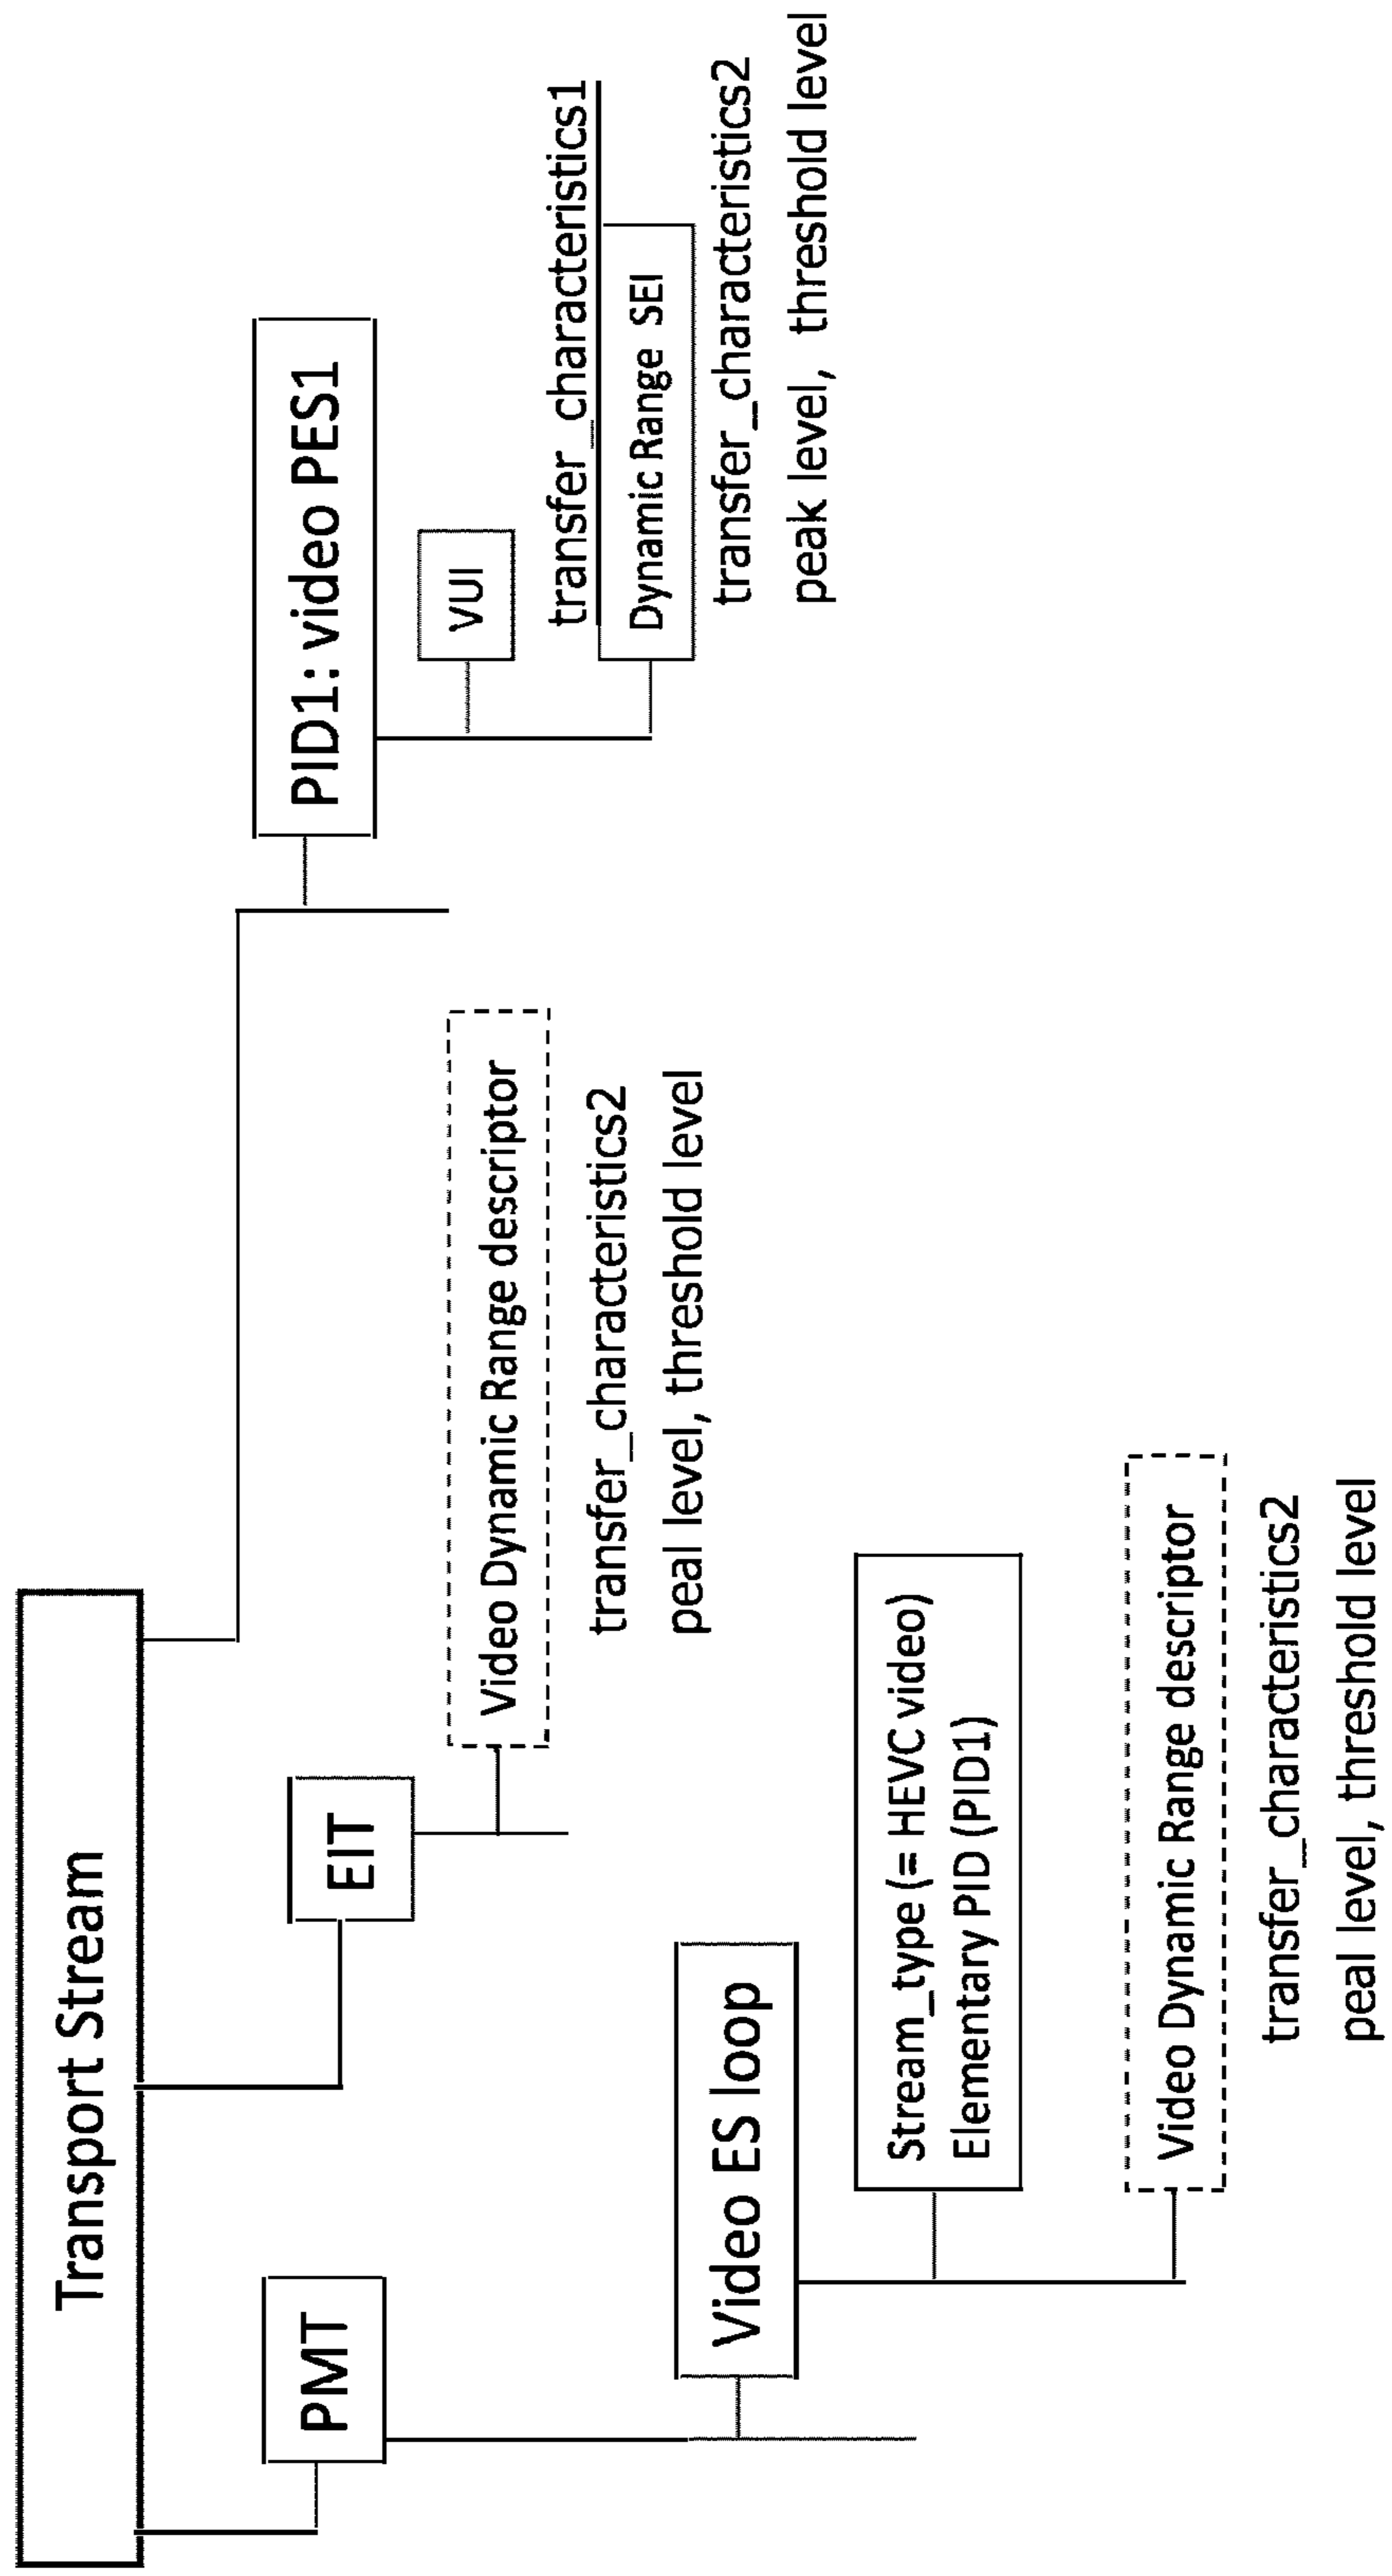 Transport Stream
PMT
Video ES loop
Stream_type (= HEVC video)
Elementary PID (PID1)
Video Dynamic Range descriptor
transfer_characteristics2
peal level, threshold level
EIT
Video Dynamic Range descriptor
transfer_characteristics2
peal level, threshold level
PID1: video PES1
VUI
transfer_characteristics1
Dynamic Range SEI
transfer_characteristics2
peak level, threshold level